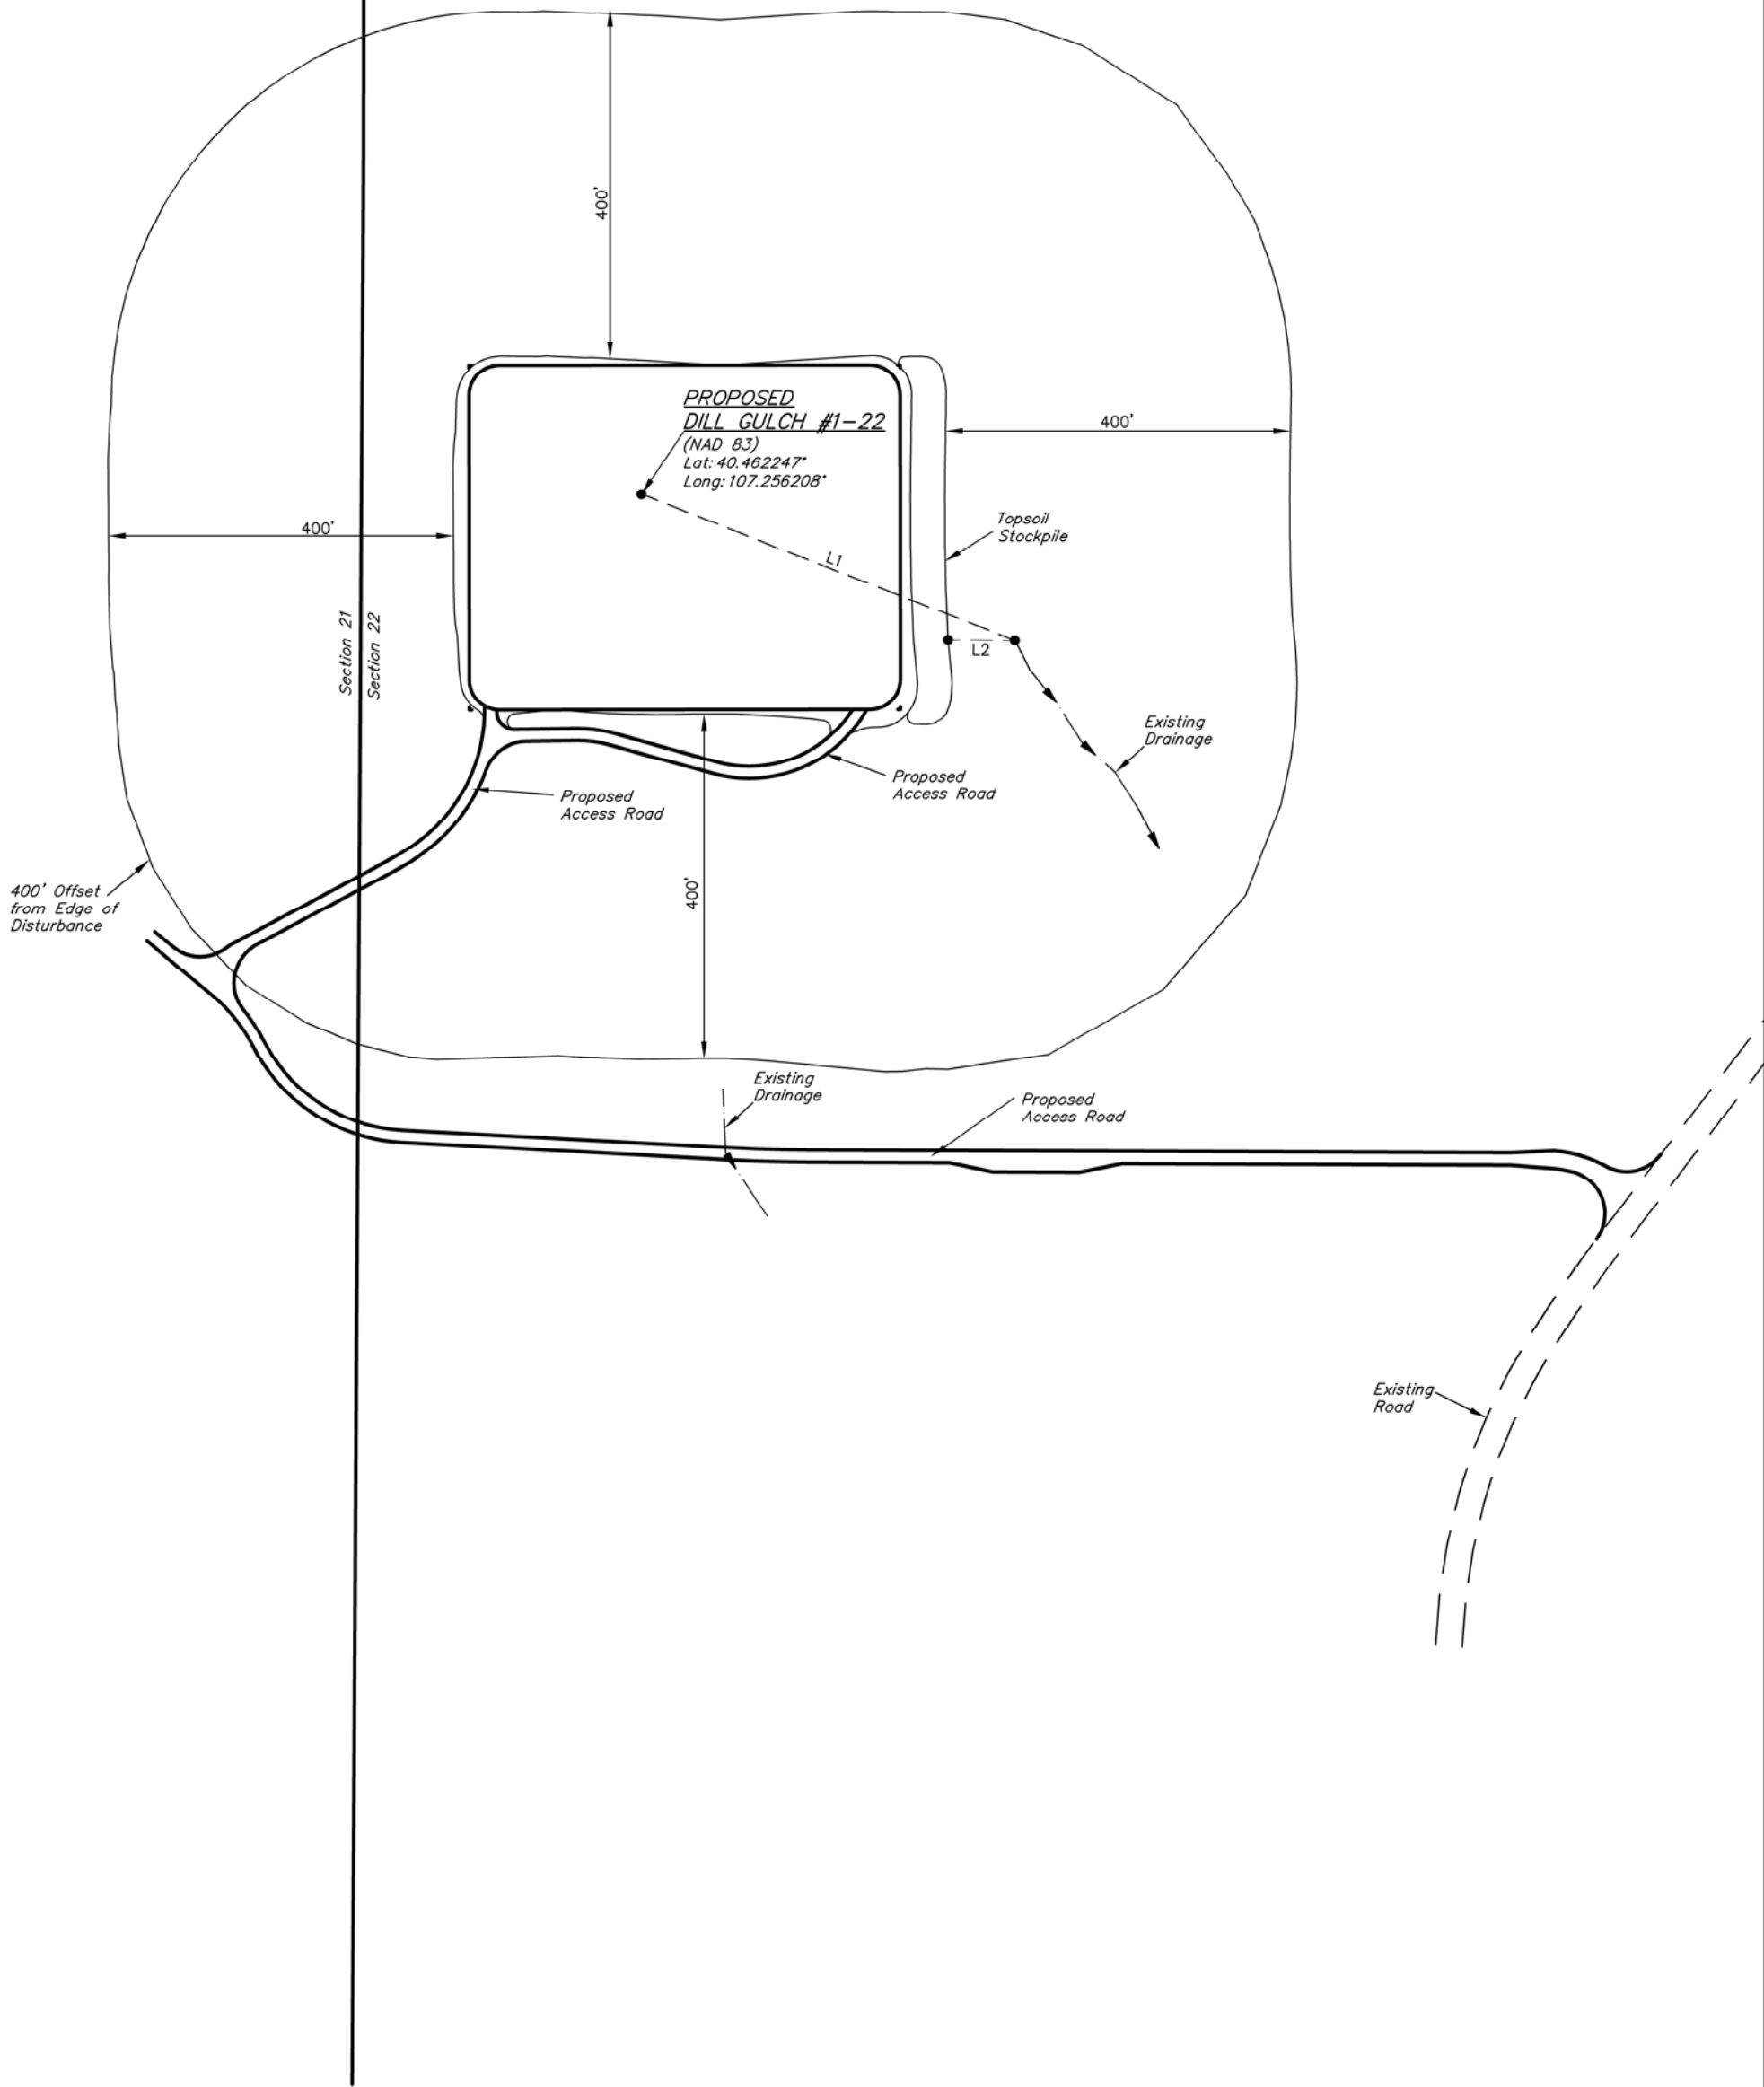 400'
PROPOSED
DILL GULCH #1-22
(NAD 83)
Lat: 40.462247°
Long: 107.256208°
400'
400'
Topsoil
Stockpile
L1
L2
Section 21
Section 22
Existing
Drainage
Proposed
Access Road
Proposed
Access Road
400'
400' Offset
from Edge of
Disturbance
Existing
Drainage
Proposed
Access Road
Existing
Road